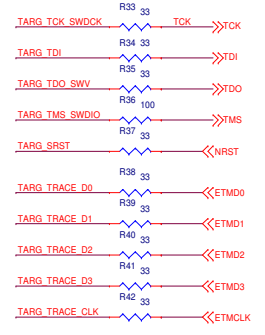 R33 33
TARG_TCK_SWDCK TCK TCK
R34 33
TARG_TDI TDI
R35 33
TARG_TDO_SWV TDO
R36 100
TARG_TMS_SWDIO TMS
R37 33
TARG_SRST NRST
R38 33
TARG_TRACE_D0 ETMD0
R39 33
TARG_TRACE_D1 ETMD1
R40 33
TARG_TRACE_D2 ETMD2
R41 33
TARG_TRACE_D3 ETMD3
R42 33
TARG_TRACE_CLK ETMCLK